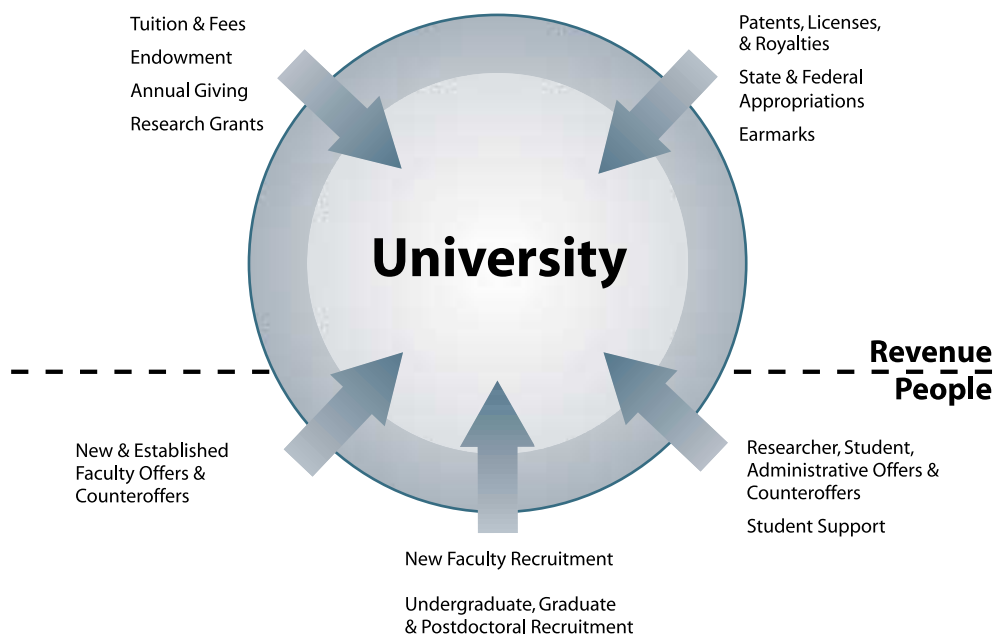 Tuition & Fees
Endowment
Annual Giving
Research Grants
Patents, Licenses,
& Royalties
State & Federal
Appropriations
Earmarks
University
Revenue
People
New & Established
Faculty Offers &
Counteroffers
Researcher, Student,
Administrative Offers &
Counteroffers
Student Support
New Faculty Recruitment
Undergraduate, Graduate
& Postdoctoral Recruitment